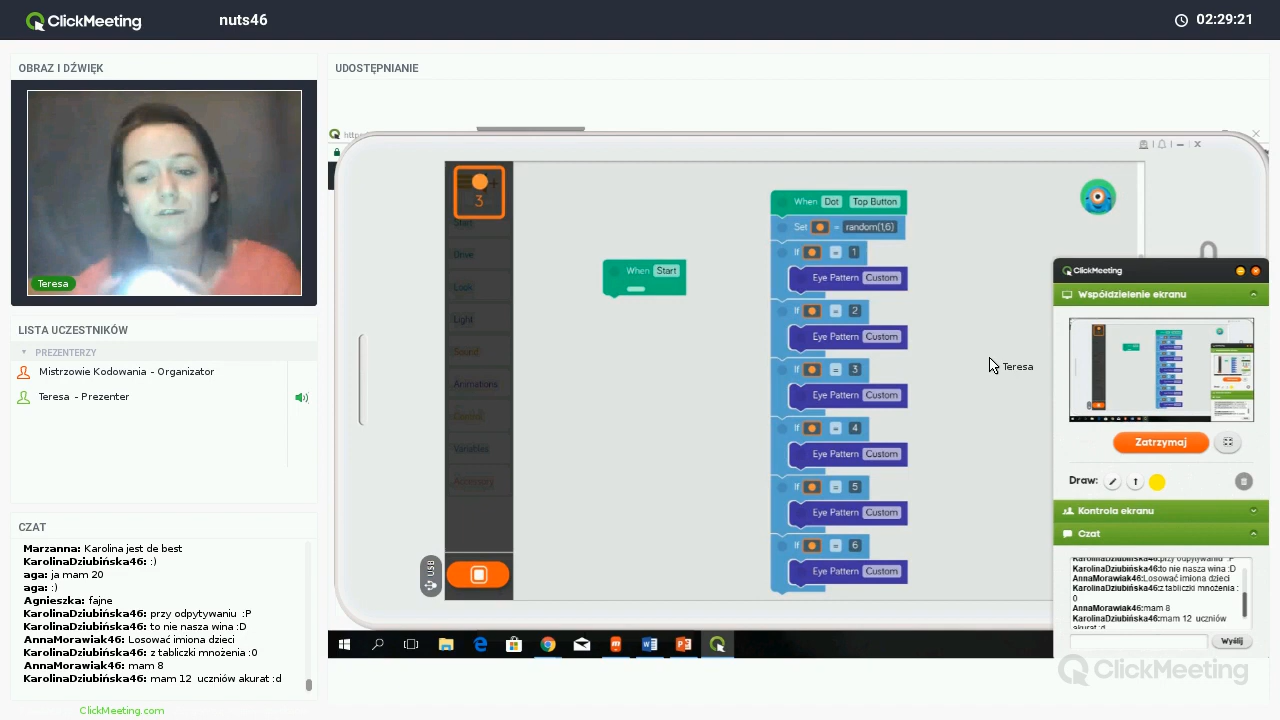 ClickMeeting
nuts46
02:29:21
OBRAZ I DŹWIĘK
Teresa
LISTA UCZESTNIKÓW
PREZENTERZY
Mistrzowie Kodowania - Organizator
Teresa - Prezenter
CZAT
Marzanna: Karolina jest de best
KarolinaDziubińska46: :)
aga: ja mam 20
aga: :)
Agnieszka: fajne
KarolinaDziubińska46: przy odpytywaniu :P
KarolinaDziubińska46: to nie nasza wina :D
AnnaMorawiak46: Losować imiona dzieci
KarolinaDziubińska46: z tabliczki mnożenia :0
AnnaMorawiak46: mam 8
KarolinaDziubińska46: mam 12 uczniów akurat :d
ClickMeeting.com
UDOSTĘPNIANIE
3
Start
Drive
Look
Light
Sound
Animations
Control
Variables
Accessory
USB
When Start
When Dot Top Button
Set = random(1,6)
If = 1
Eye Pattern Custom
If = 2
Eye Pattern Custom
If = 3
Eye Pattern Custom
If = 4
Eye Pattern Custom
If = 5
Eye Pattern Custom
If = 6
Eye Pattern Custom
Teresa
ClickMeeting
Współdzielenie ekranu
Zatrzymaj
Draw:
Kontrola ekranu
Czat
KarolinaDziubińska46:przy odpytywaniu :P
KarolinaDziubińska46:to nie nasza wina :D
AnnaMorawiak46:Losować imiona dzieci
KarolinaDziubińska46:z tabliczki mnożenia :
0
AnnaMorawiak46:mam 8
KarolinaDziubińska46:mam 12 uczniów
akurat :d
Wyślij
ClickMeeting